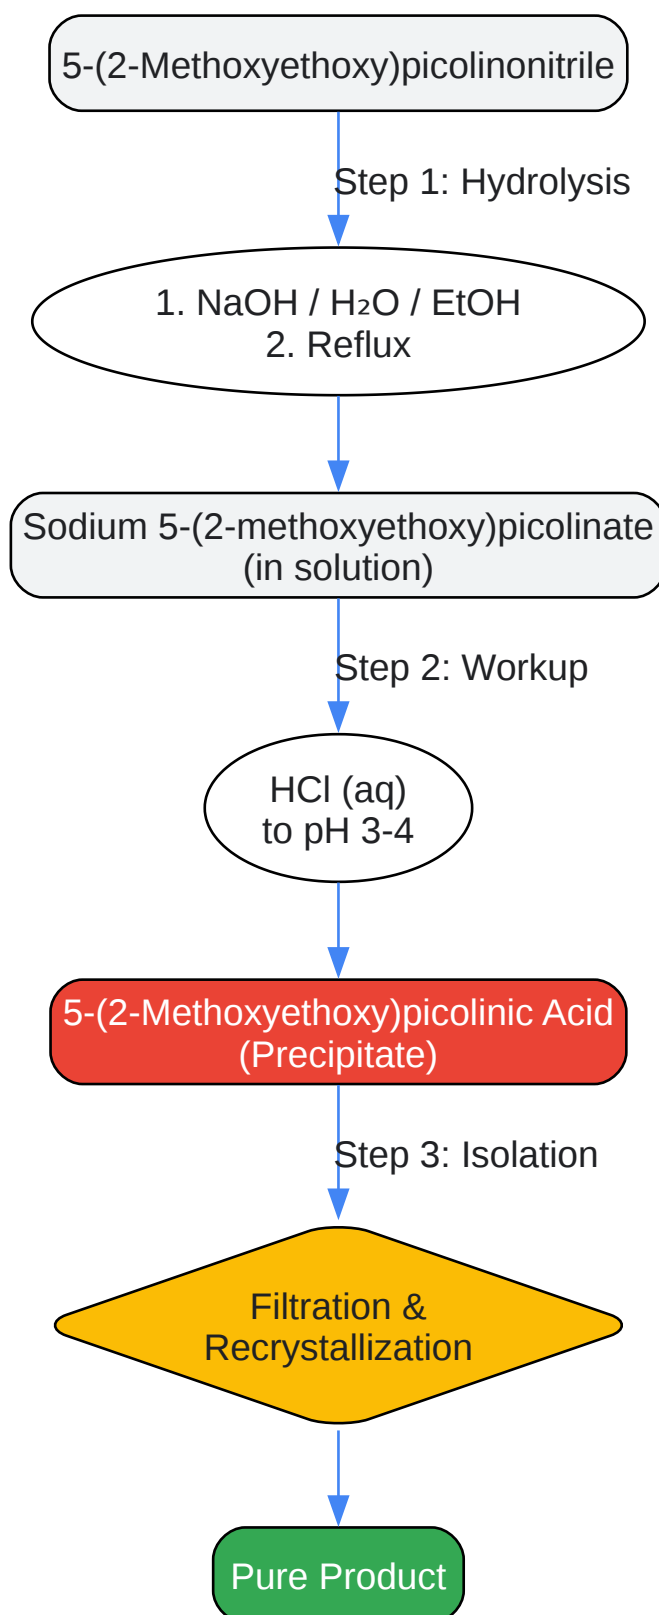 5-(2-Methoxyethoxy)picolinonitrile
Step 1: Hydrolysis
1. NaOH / H₂O / EtOH
2. Reflux
Sodium 5-(2-methoxyethoxy)picolinate
(in solution)
Step 2: Workup
HCl (aq)
to pH 3-4
5-(2-Methoxyethoxy)picolinic Acid
(Precipitate)
Step 3: Isolation
Filtration &
Recrystallization
Pure Product